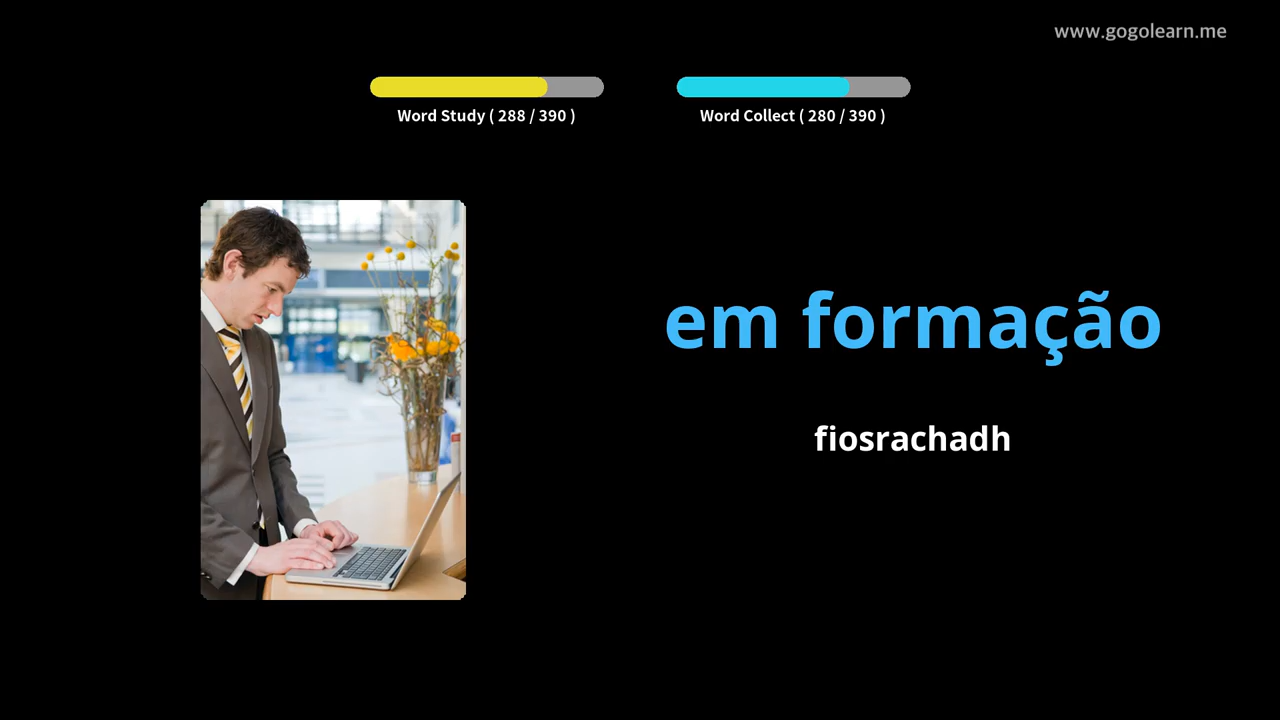 www.gogolearn.me
Word Study ( 288 / 390 )
Word Collect ( 280 / 390 )
em formação
fiosrachadh